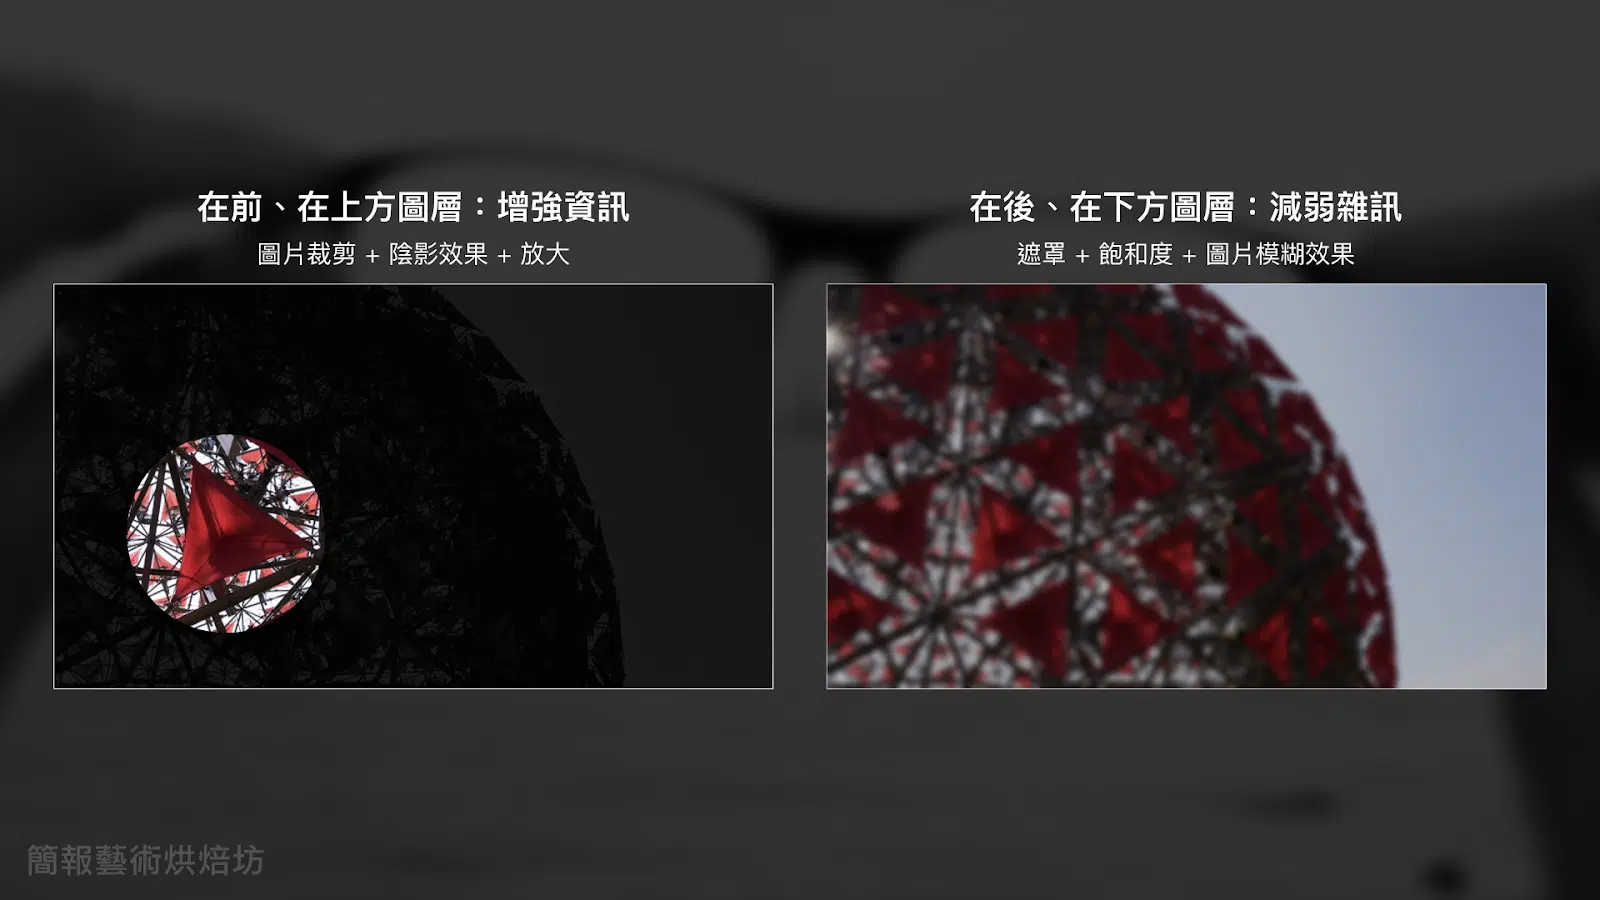 在前、在上方圖層：增強資訊
圖片裁剪 + 陰影效果 + 放大
在後、在下方圖層：減弱雜訊
遮罩 + 飽和度 + 圖片模糊效果
簡報藝術烘焙坊